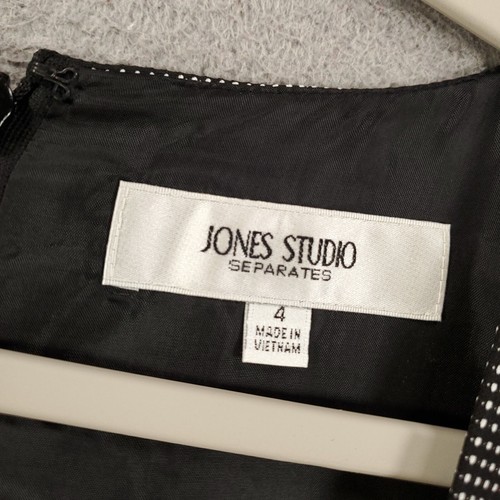 JONES STUDIO
SEPARATES
4
MADE IN
VIETNAM